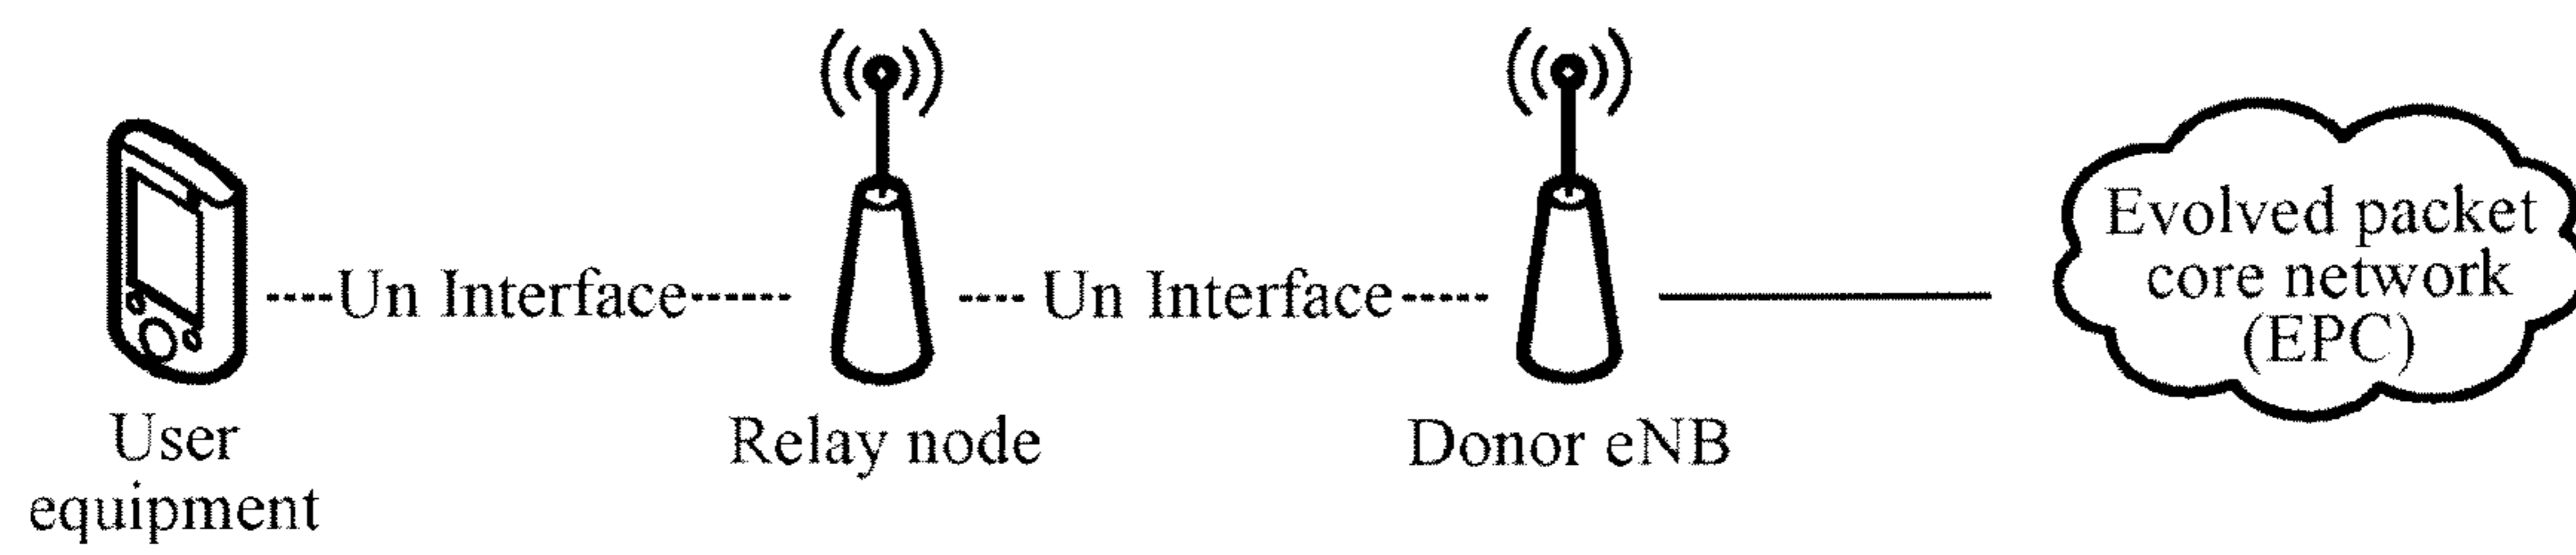 Un Interface
Un Interface
Evolved packet
core network
(EPC)
User
equipment
Relay node
Donor eNB